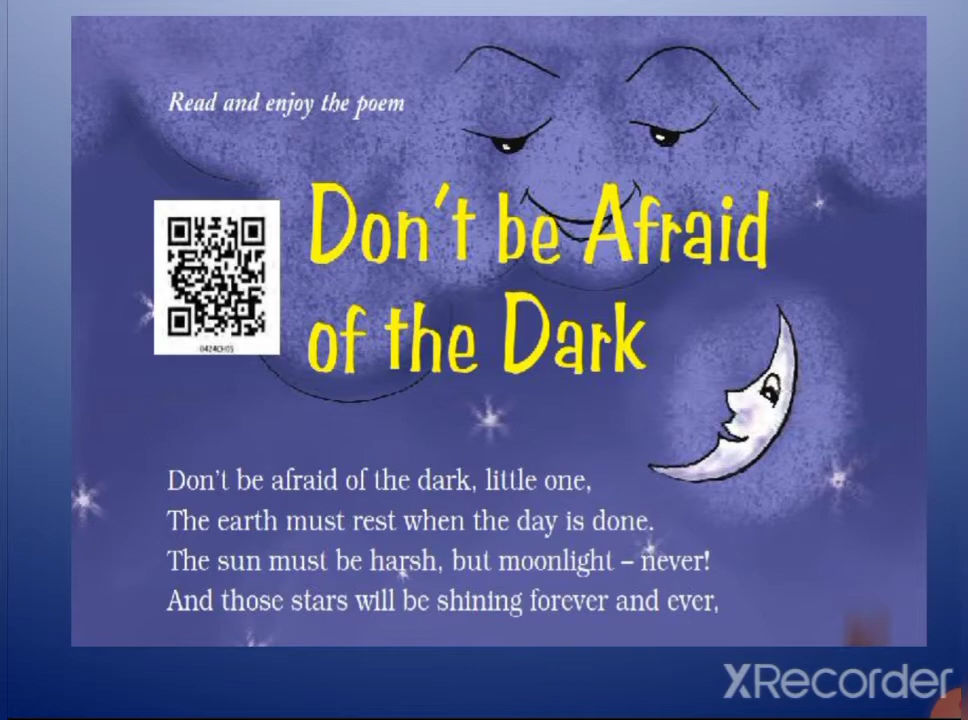 Read and enjoy the poem
Don't be Afraid
of the Dark
0424CH05
Don't be afraid of the dark, little one,
The earth must rest when the day is done.
The sun must be harsh, but moonlight – never!
And those stars will be shining forever and ever,
XRecorder